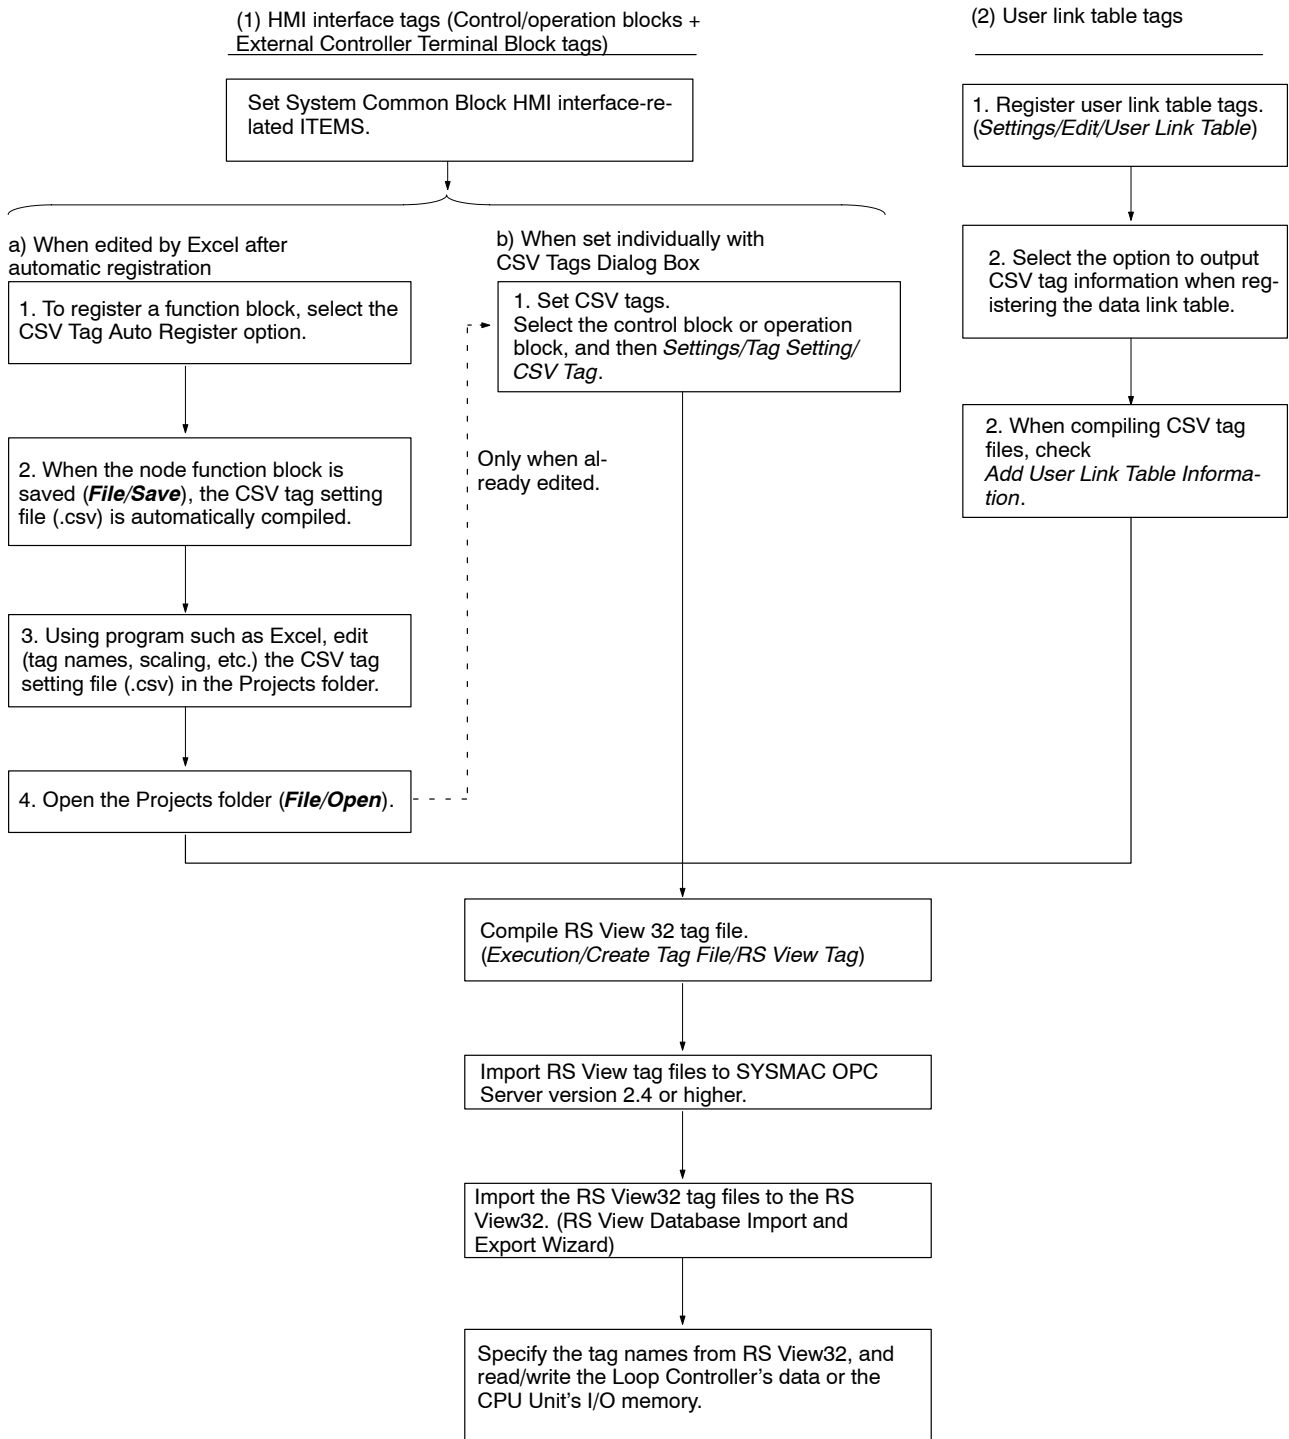 (1) HMI interface tags (Control/operation blocks +
External Controller Terminal Block tags)
(2) User link table tags
Set System Common Block HMI interface-re-
lated ITEMS.
a) When edited by Excel after
automatic registration
1. To register a function block, select the
CSV Tag Auto Register option.
2. When the node function block is
saved (File/Save), the CSV tag setting
file (.csv) is automatically compiled.
3. Using program such as Excel, edit
(tag names, scaling, etc.) the CSV tag
setting file (.csv) in the Projects folder.
4. Open the Projects folder (File/Open).
b) When set individually with
CSV Tags Dialog Box
1. Set CSV tags.
Select the control block or operation
block, and then Settings/Tag Setting/
CSV Tag.
Only when al-
ready edited.
1. Register user link table tags.
(Settings/Edit/User Link Table)
2. Select the option to output
CSV tag information when reg-
istering the data link table.
2. When compiling CSV tag
files, check
Add User Link Table Informa-
tion.
Compile RS View 32 tag file.
(Execution/Create Tag File/RS View Tag)
Import RS View tag files to SYSMAC OPC
Server version 2.4 or higher.
Import the RS View32 tag files to the RS
View32. (RS View Database Import and
Export Wizard)
Specify the tag names from RS View32, and
read/write the Loop Controller's data or the
CPU Unit's I/O memory.